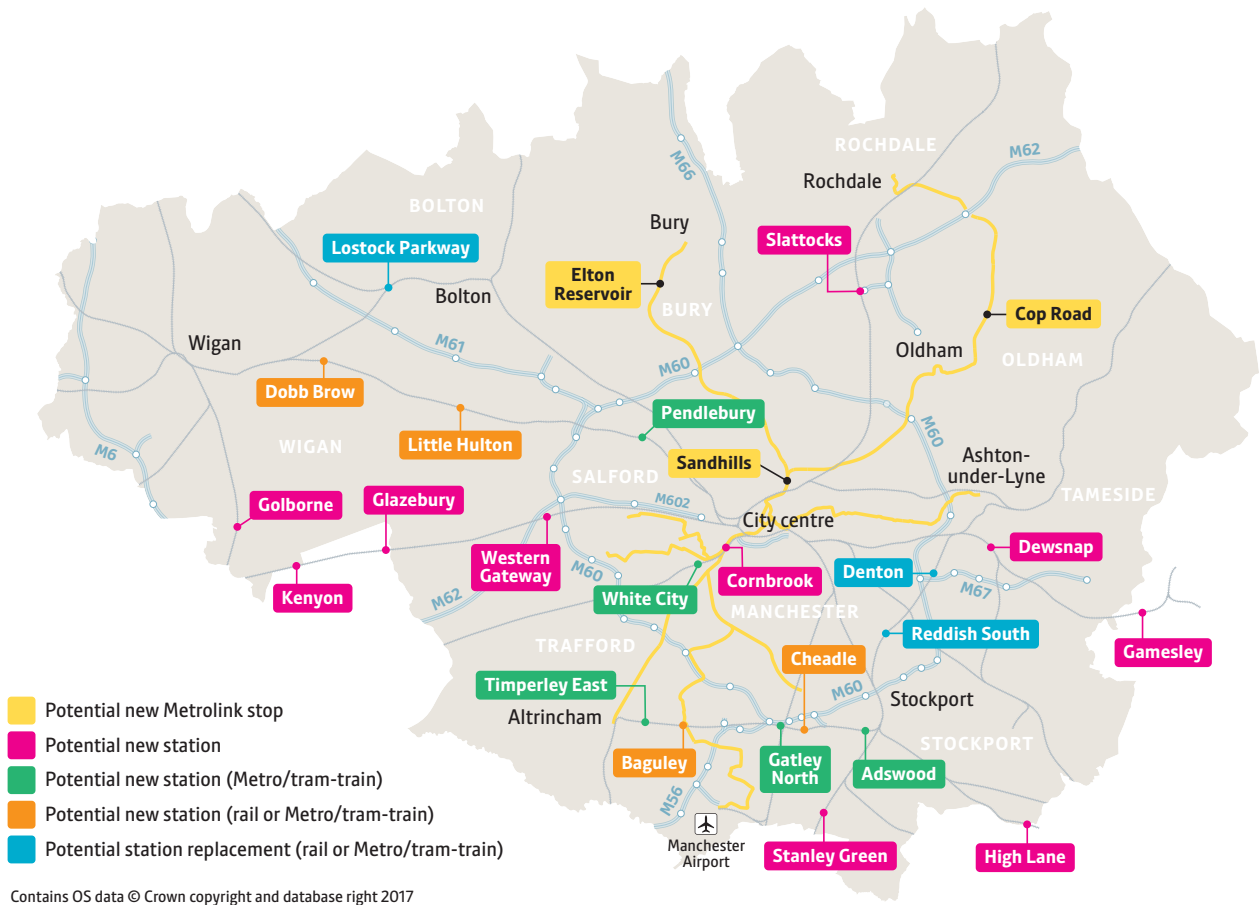 ROCHDALE
M62
M66
Rochdale
BOLTON
Bury
Slattocks
Lostock Parkway
Elton
Reservoir
Bolton
BURY
Cop Road
Wigan
M61
Oldham
OLDHAM
M60
Dobb Brow
Pendlebury
Little Hulton
M60
WIGAN
M6
Sandhills
Ashton-
under-Lyne
SALFORD
TAMESIDE
Golborne
Glazebury
M602
City centre
Western
Gateway
Dewsnap
Cornbrook
Denton
M60
M67
Kenyon
White City
M62
MANCHESTER
Reddish South
Gamesley
TRAFFORD
Cheadle
Timperley East
M60
Stockport
Altrincham
STOCKPORT
Baguley
Gatley
North
Adswood
M56
Manchester
Airport
Stanley Green
High Lane
Potential new Metrolink stop
Potential new station
Potential new station (Metro/tram-train)
Potential new station (rail or Metro/tram-train)
Potential station replacement (rail or Metro/tram-train)
Contains OS data © Crown copyright and database right 2017